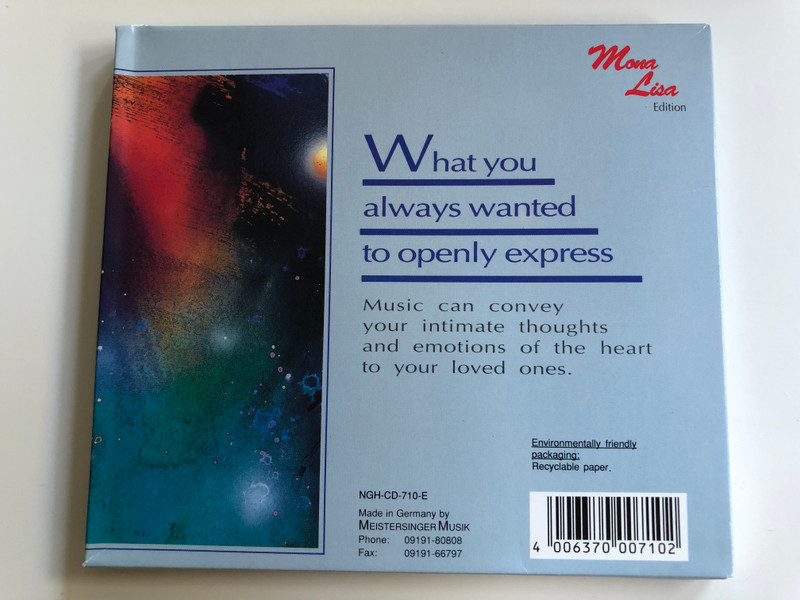 Mona
Lisa
Edition
What you
always wanted
to openly express
Music can convey
your intimate thoughts
and emotions of the heart
to your loved ones.
Environmentally friendly
packaging:
Recyclable paper.
NGH-CD-710-E
Made in Germany by
MEISTERSINGER MUSIK
Phone: 09191-80808
Fax: 09191-66797
4 006370 007102